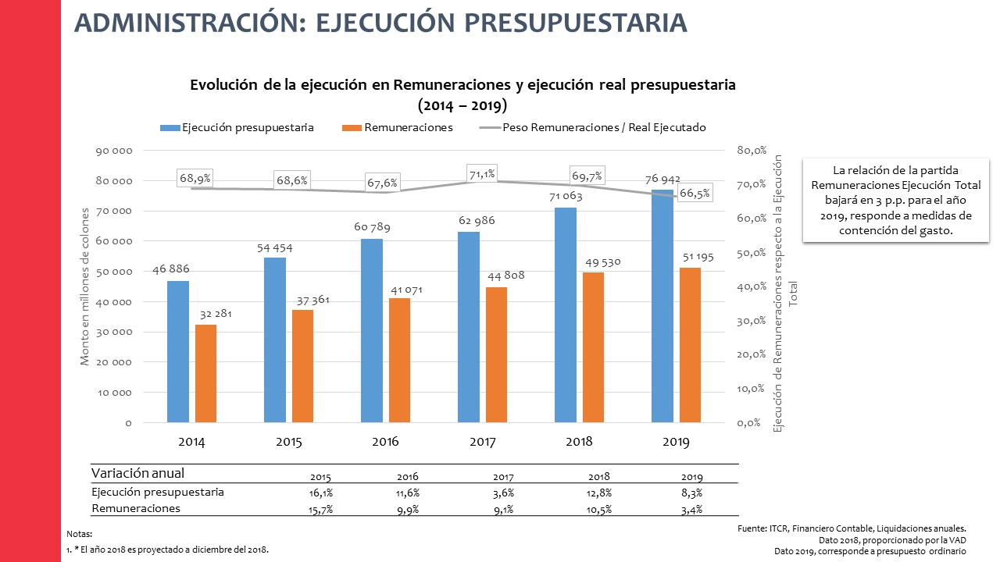 ADMINISTRACIÓN: EJECUCIÓN PRESUPUESTARIA
Evolución de la ejecución en Remuneraciones y ejecución real presupuestaria
(2014 – 2019)
Ejecución presupuestaria Remuneraciones Peso Remuneraciones / Real Ejecutado
Monto en millones de colones
90 000
80 000
70 000
60 000
50 000
40 000
30 000
20 000
10 000
0
68,9% 68,6% 67,6% 71,1% 69,7% 66,5%
46 886 54 454 60 789 62 986 71 063 76 942
32 281 37 361 41 071 44 808 49 530 51 195
2014 2015 2016 2017 2018 2019
80,0%
70,0%
60,0%
50,0%
40,0%
30,0%
20,0%
10,0%
0,0%
Ejecución de Remuneraciones respecto a la Ejecución
Total
La relación de la partida
Remuneraciones Ejecución Total
bajará en 3 p.p. para el año
2019, responde a medidas de
contención del gasto.
Variación anual 2015 2016 2017 2018 2019
Ejecución presupuestaria 16,1% 11,6% 3,6% 12,8% 8,3%
Remuneraciones 15,7% 9,9% 9,1% 10,5% 3,4%
Notas:
1. * El año 2018 es proyectado a diciembre del 2018.
Fuente: ITCR, Financiero Contable, Liquidaciones anuales.
Dato 2018, proporcionado por la VAD
Dato 2019, corresponde a presupuesto ordinario